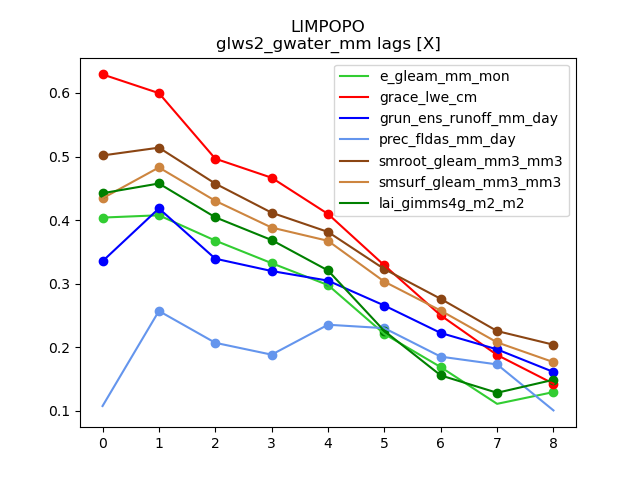 LIMPOPO
glws2_gwater_mm lags [X]
e_gleam_mm_mon
grace_lwe_cm
grun_ens_runoff_mm_day
prec_fldas_mm_day
smroot_gleam_mm3_mm3
smsurf_gleam_mm3_mm3
lai_gimms4g_m2_m2
0.6
0.5
0.4
0.3
0.2
0.1
0 1 2 3 4 5 6 7 8